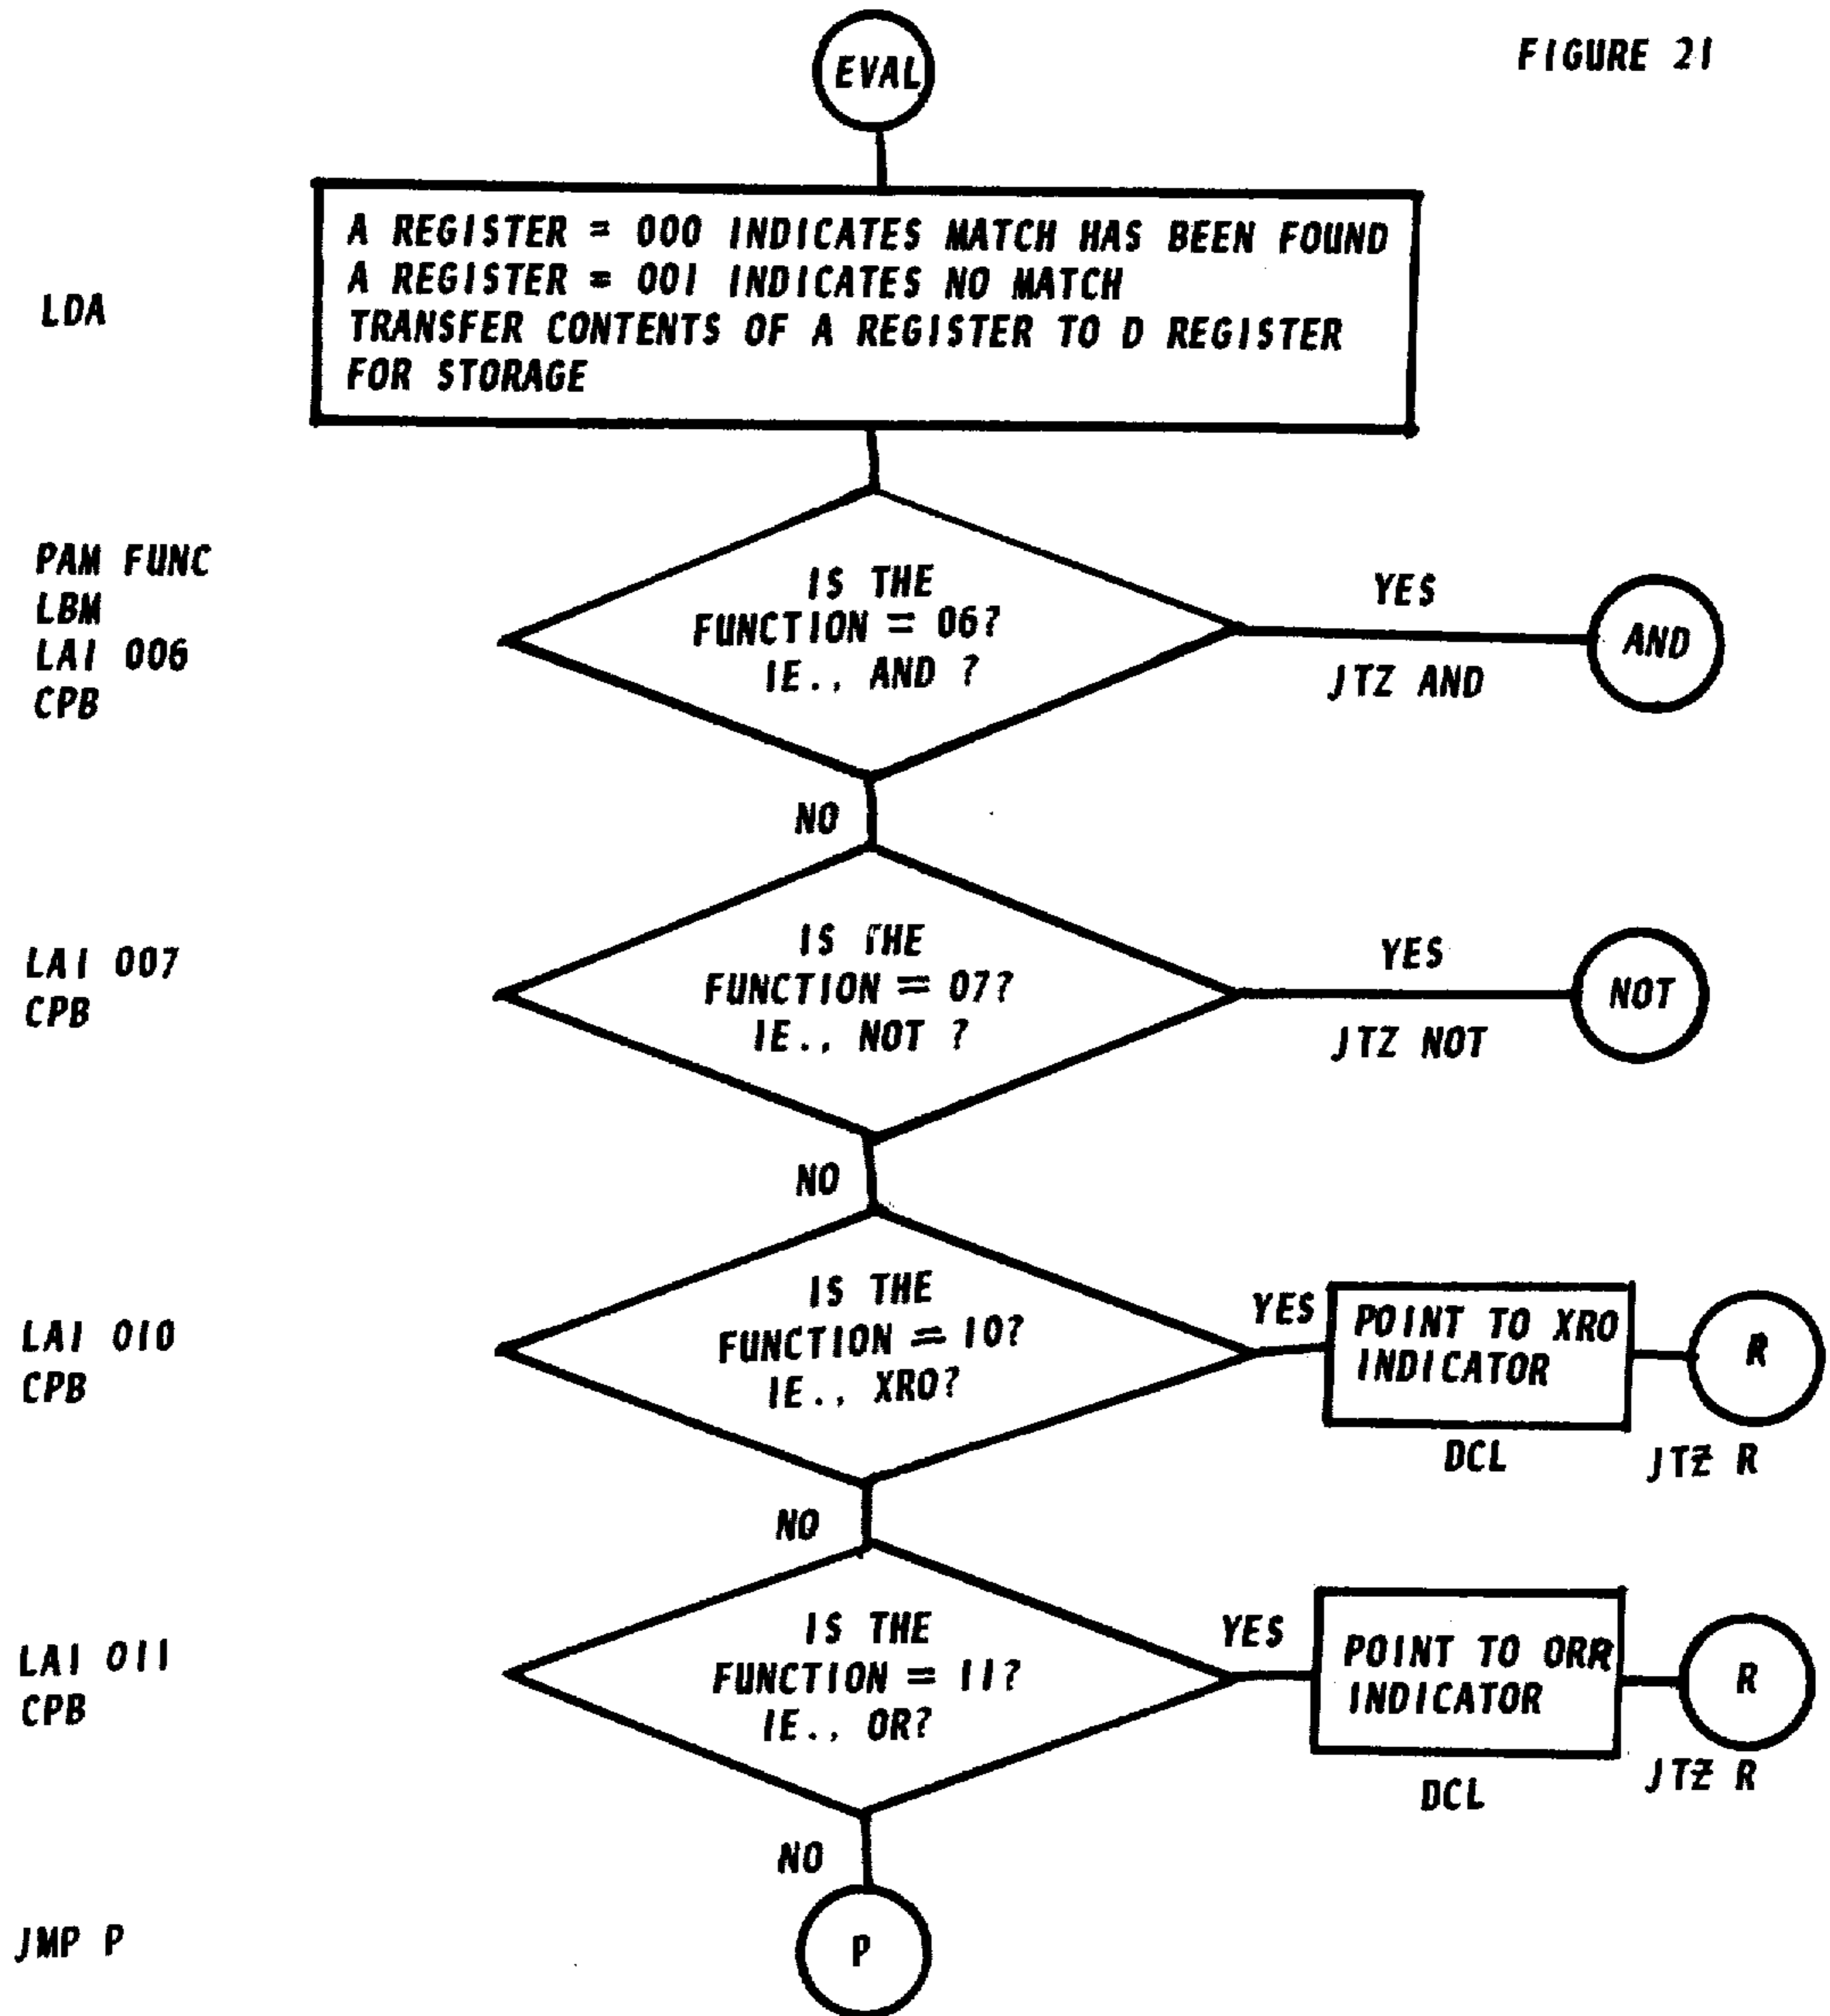 FIGURE 21
EVAL
LDA
A REGISTER = 000 INDICATES MATCH HAS BEEN FOUND
A REGISTER = 001 INDICATES NO MATCH
TRANSFER CONTENTS OF A REGISTER TO D REGISTER
FOR STORAGE
PAM FUNC
LBM
LAI 006
CPB
IS THE
FUNCTION = 06?
IE., AND ?
YES
JTZ AND
AND
NO
LAI 007
CPB
IS THE
FUNCTION = 07?
IE., NOT ?
YES
JTZ NOT
NOT
NO
LAI 010
CPB
IS THE
FUNCTION = 10?
IE., XRO?
YES
POINT TO XRO
INDICATOR
DCL
R
JTZ R
NO
LAI 011
CPB
IS THE
FUNCTION = 11?
IE., OR?
YES
POINT TO ORR
INDICATOR
DCL
R
JTZ R
NO
JMP P
P